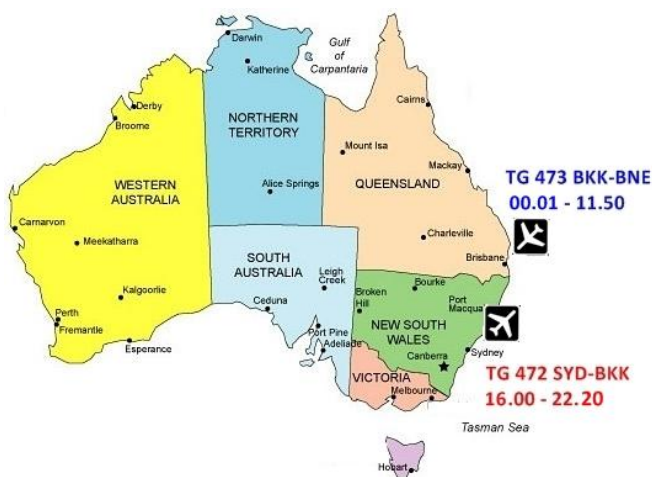 Darwin
Gulf
of
Carpantaria
Katherine
Derby
Broome
NORTHERN
TERRITORY
Cairns
Mount Isa
Mackay
WESTERN
AUSTRALIA
Alice Springs
QUEENSLAND
TG 473 BKK-BNE
00.01 - 11.50
Carnarvon
Meekatharra
Charleville
Brisbane
SOUTH
AUSTRALIA
Leigh
Creek
Kalgoorlie
Ceduna
Broken
Hill
Bourke
Port
Macqua
Perth
Fremantle
Esperance
Port Pine
Adeliade
NEW SOUTH
WALES
Canberra
Sydney
TG 472 SYD-BKK
16.00 - 22.20
VICTORIA
Melbourne
Tasman Sea
Hobart